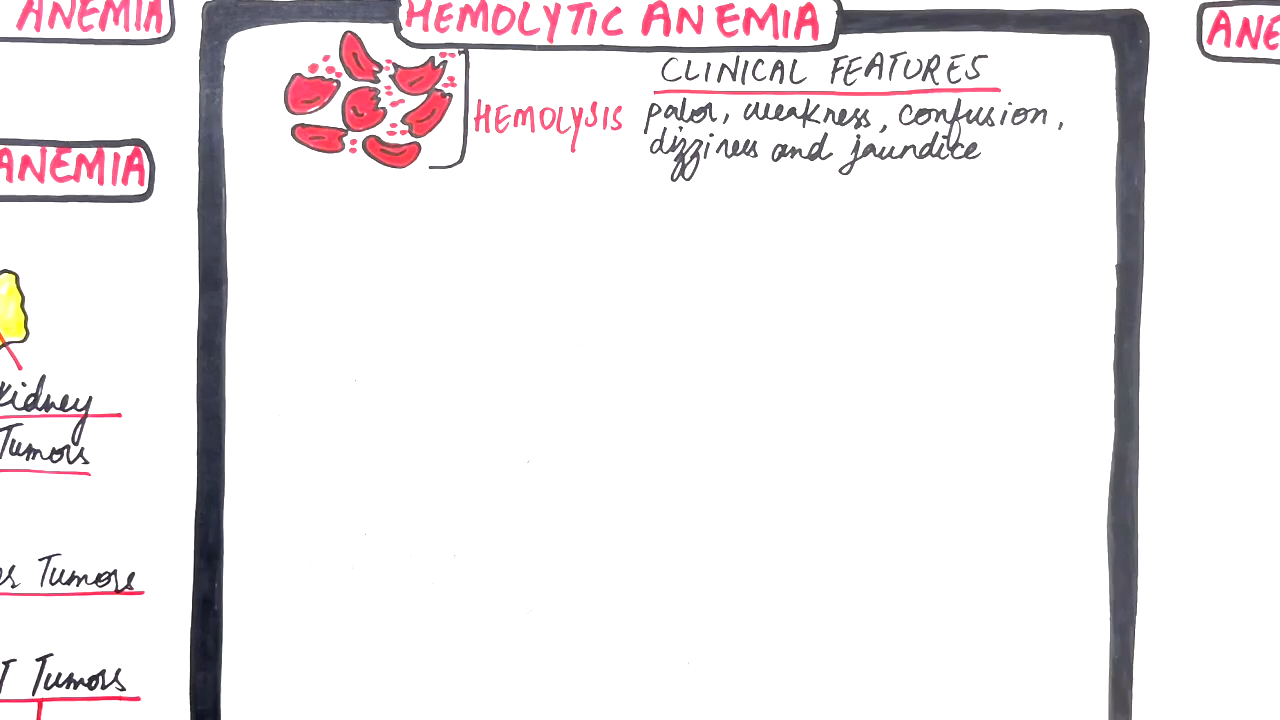 ANEMIA
HEMOLYTIC ANEMIA
ANE
CLINICAL FEATURES
HEMOLYSIS
palor, weakness, confusion,
dizziness and jaundice
ANEMIA
Kidney
Tumors
Tumors
T Tumors